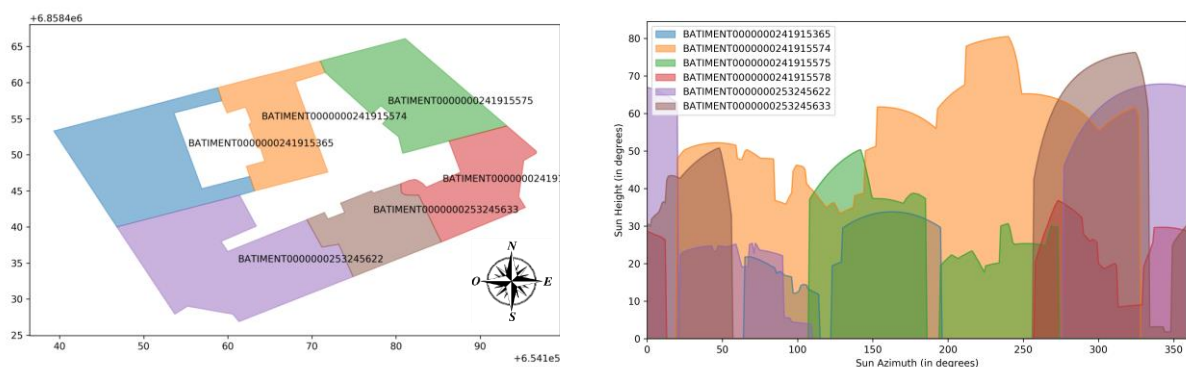 +6.8584e6
65
60
55
50
45
40
35
30
25
40
50
60
70
80
90
+6.541e5
BATIMENT0000000241915575
BATIMENT0000000241915574
BATIMENT0000000241915365
BATIMENT00000002419
BATIMENT0000000253245633
BATIMENT0000000253245622
N
O
E
S
BATIMENT0000000241915365
BATIMENT0000000241915574
BATIMENT0000000241915575
BATIMENT0000000241915578
BATIMENT0000000253245622
BATIMENT0000000253245633
Sun Height (in degrees)
80
70
60
50
40
30
20
10
0
0
50
100
150
200
250
300
350
Sun Azimuth (in degrees)